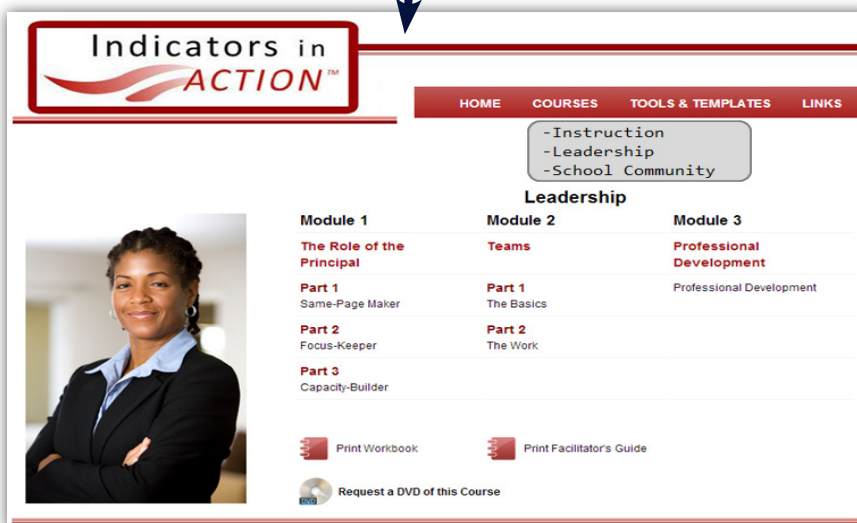 Indicators in
ACTION™
HOME COURSES TOOLS & TEMPLATES LINKS
-Instruction
-Leadership
-School Community
Leadership
Module 1 Module 2 Module 3
The Role of the Principal Teams Professional Development
Part 1 Part 1 Professional Development
Same-Page Maker The Basics
Part 2 Part 2
Focus-Keeper The Work
Part 3
Capacity-Builder
Print Workbook Print Facilitator's Guide
DVD Request a DVD of this Course